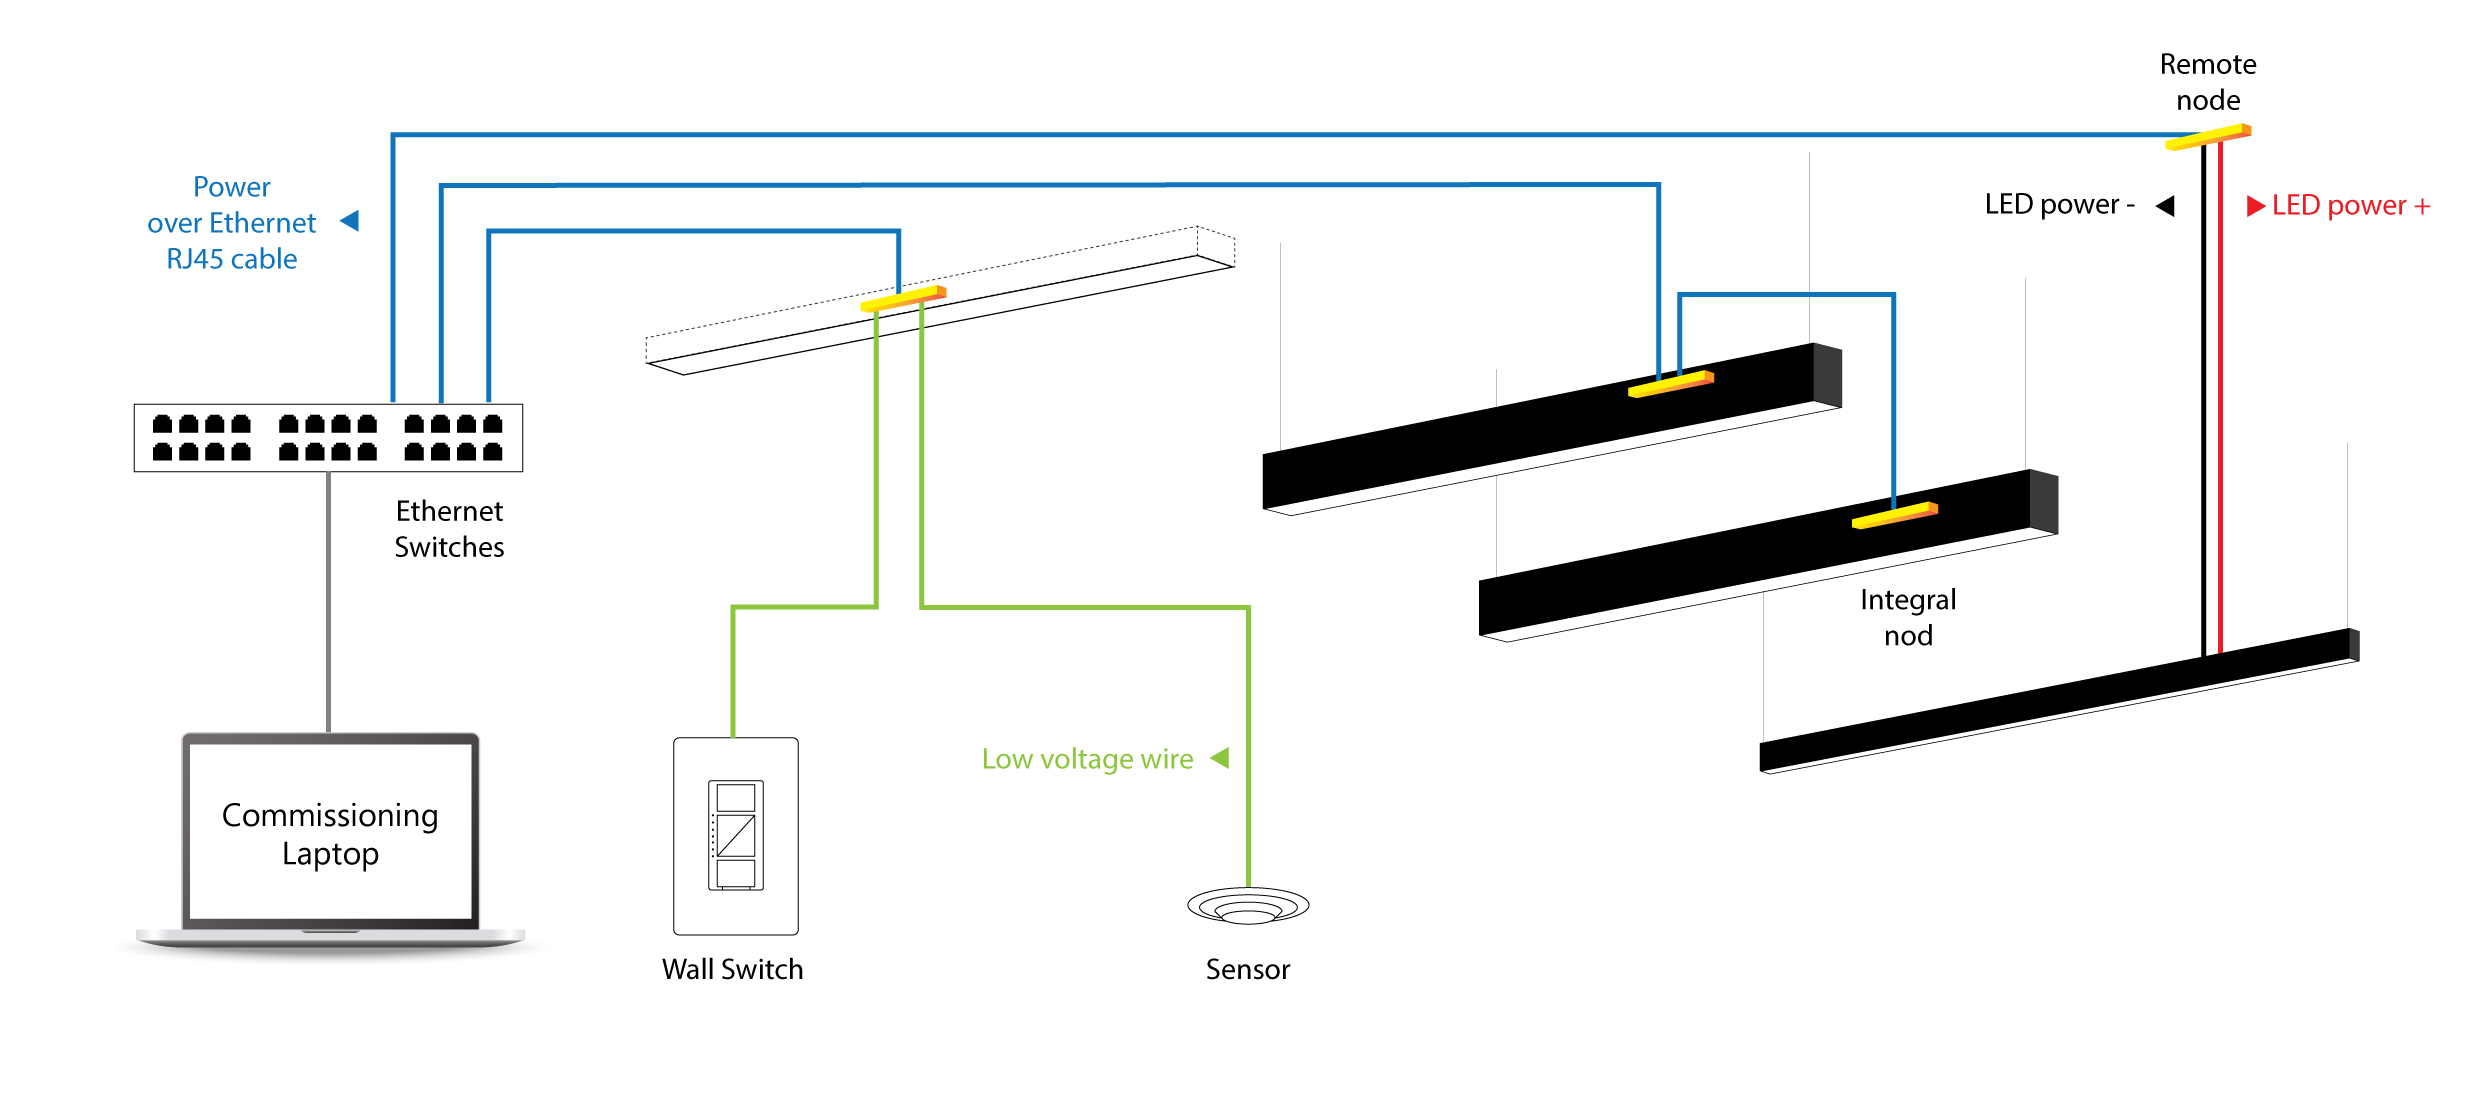 Remote
node
Power
over Ethernet
RJ45 cable
LED power -
LED power +
Ethernet
Switches
Integral
nod
Low voltage wire
Commissioning
Laptop
Wall Switch
Sensor